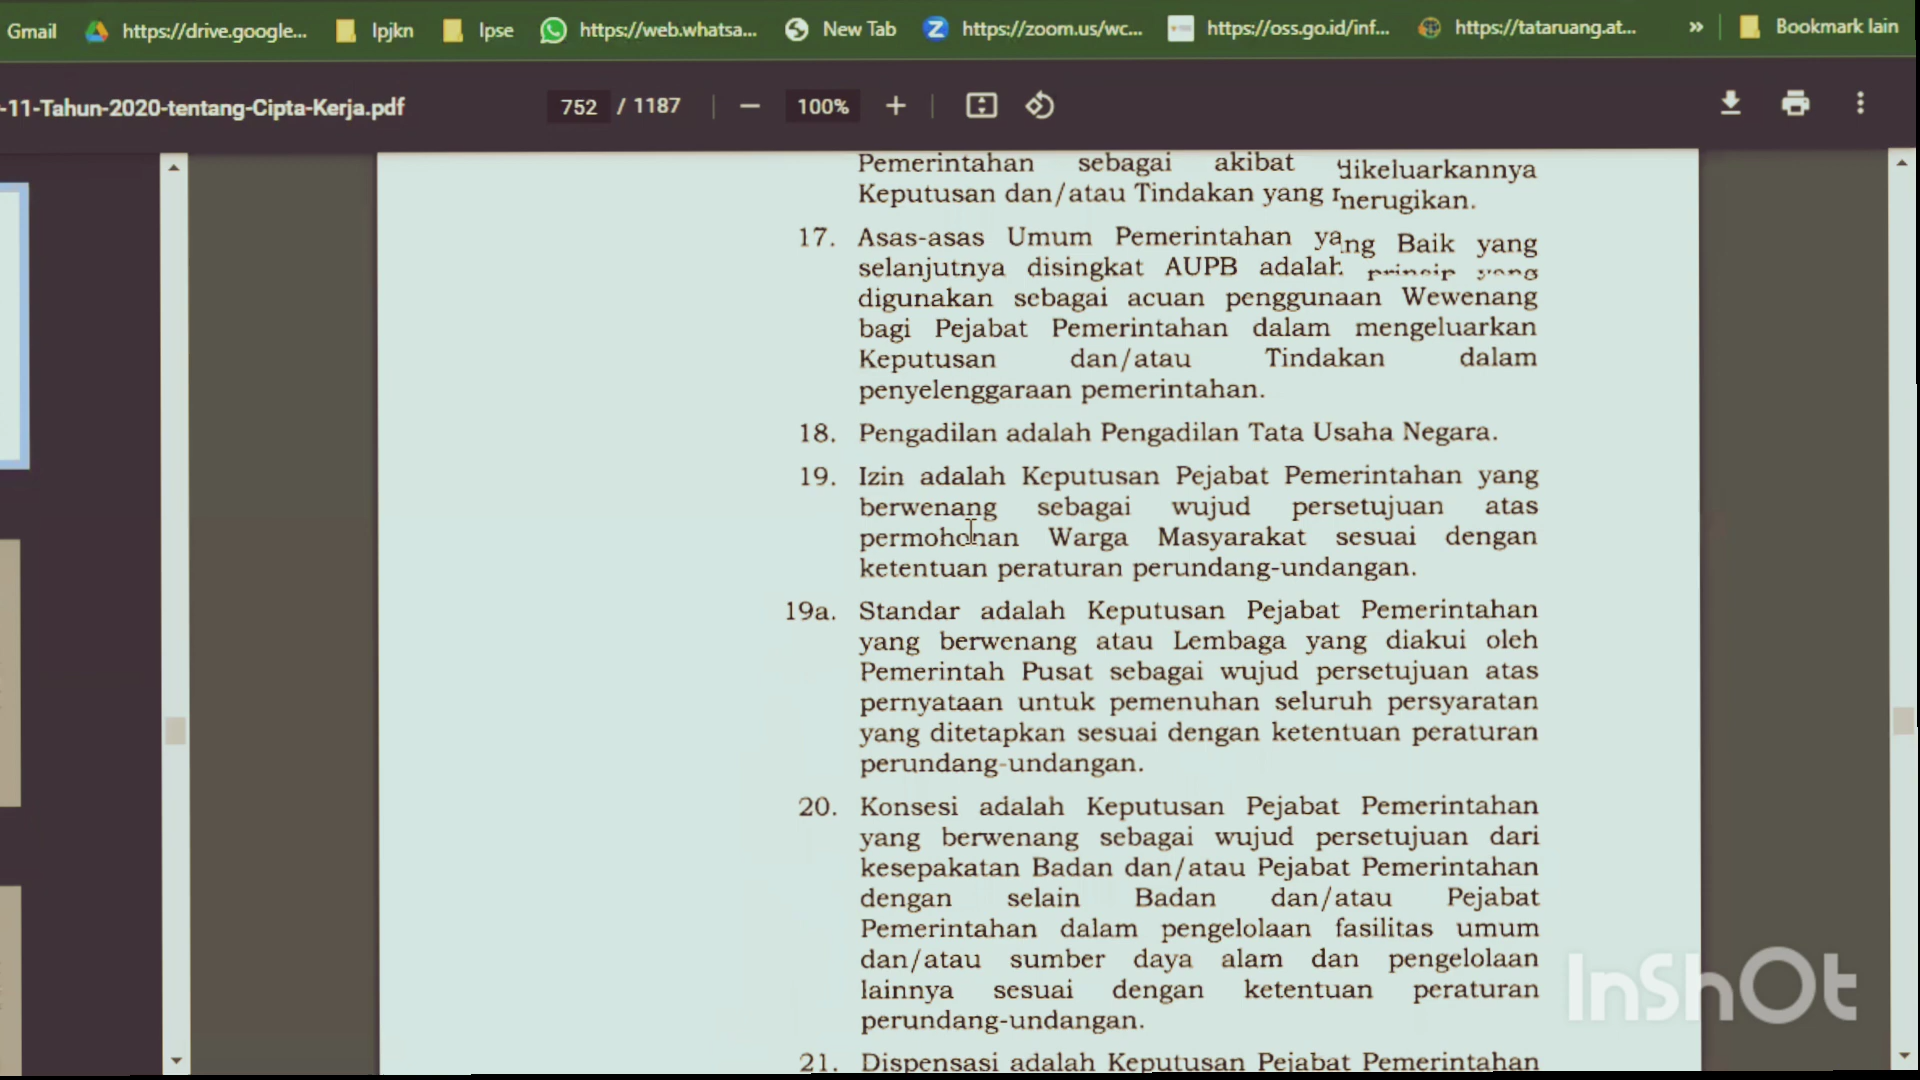 Gmail https://drive.google... lpjkn lpse https://web.whatsa... New Tab https://zoom.us/wc... https://oss.go.id/inf... https://tataruang.at... » Bookmark lain
-11-Tahun-2020-tentang-Cipta-Kerja.pdf 752 / 1187 — 100% +
Pemerintahan sebagai akibat dikeluarkannya
Keputusan dan/atau Tindakan yang merugikan.
17. Asas-asas Umum Pemerintahan yang Baik yang
selanjutnya disingkat AUPB adalah prinsip yang
digunakan sebagai acuan penggunaan Wewenang
bagi Pejabat Pemerintahan dalam mengeluarkan
Keputusan dan/atau Tindakan dalam
penyelenggaraan pemerintahan.
18. Pengadilan adalah Pengadilan Tata Usaha Negara.
19. Izin adalah Keputusan Pejabat Pemerintahan yang
berwenang sebagai wujud persetujuan atas
permohonan Warga Masyarakat sesuai dengan
ketentuan peraturan perundang-undangan.
19a. Standar adalah Keputusan Pejabat Pemerintahan
yang berwenang atau Lembaga yang diakui oleh
Pemerintah Pusat sebagai wujud persetujuan atas
pernyataan untuk pemenuhan seluruh persyaratan
yang ditetapkan sesuai dengan ketentuan peraturan
perundang-undangan.
20. Konsesi adalah Keputusan Pejabat Pemerintahan
yang berwenang sebagai wujud persetujuan dari
kesepakatan Badan dan/atau Pejabat Pemerintahan
dengan selain Badan dan/atau Pejabat
Pemerintahan dalam pengelolaan fasilitas umum
dan/atau sumber daya alam dan pengelolaan
lainnya sesuai dengan ketentuan peraturan
perundang-undangan.
21. Dispensasi adalah Keputusan Pejabat Pemerintahan
InShOt